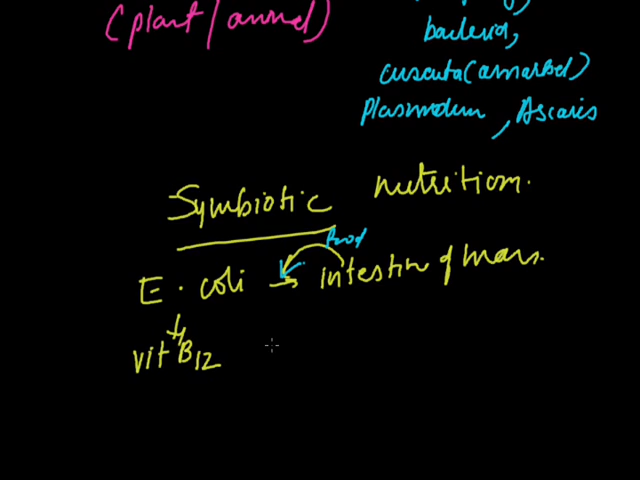 (plant/animal)
bacteria,
cuscuta(amarbel)
Plasmodium, Ascaris
Symbiotic nutrition.
food
E. coli → intestine of man.
vit B12